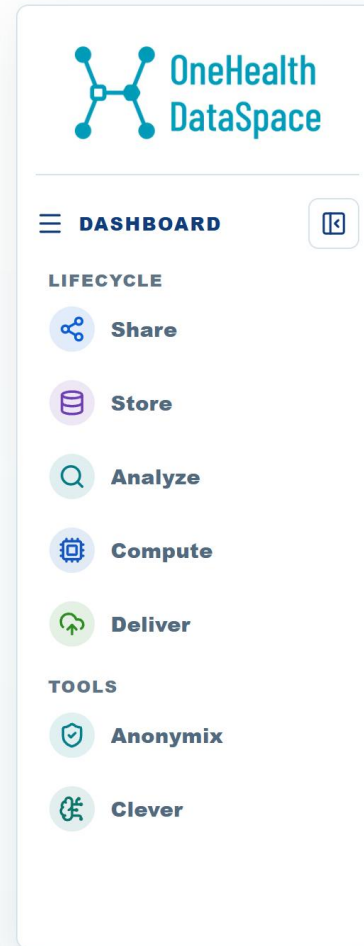 OneHealth
DataSpace
DASHBOARD
LIFECYCLE
Share
Store
Analyze
Compute
Deliver
TOOLS
Anonymix
Clever